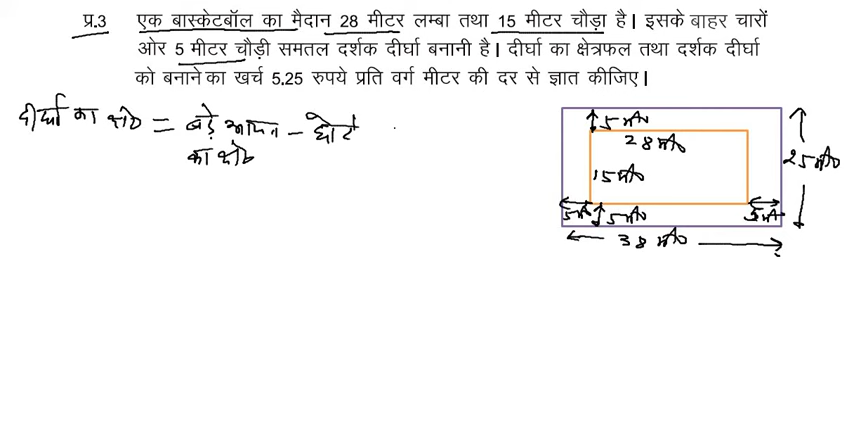 प्र.3 एक बास्केटबॉल का मैदान 28 मीटर लम्बा तथा 15 मीटर चौड़ा है। इसके बाहर चारों
ओर 5 मीटर चौड़ी समतल दर्शक दीर्घा बनानी है। दीर्घा का क्षेत्रफल तथा दर्शक दीर्घा
को बनाने का खर्च 5.25 रुपये प्रति वर्ग मीटर की दर से ज्ञात कीजिए।
दीर्घा का क्षे० = बड़े आयत - छोटे
का क्षे०
5 मी०
28 मी०
15 मी०
25 मी०
5 मी०
5 मी०
5 मी०
38 मी०